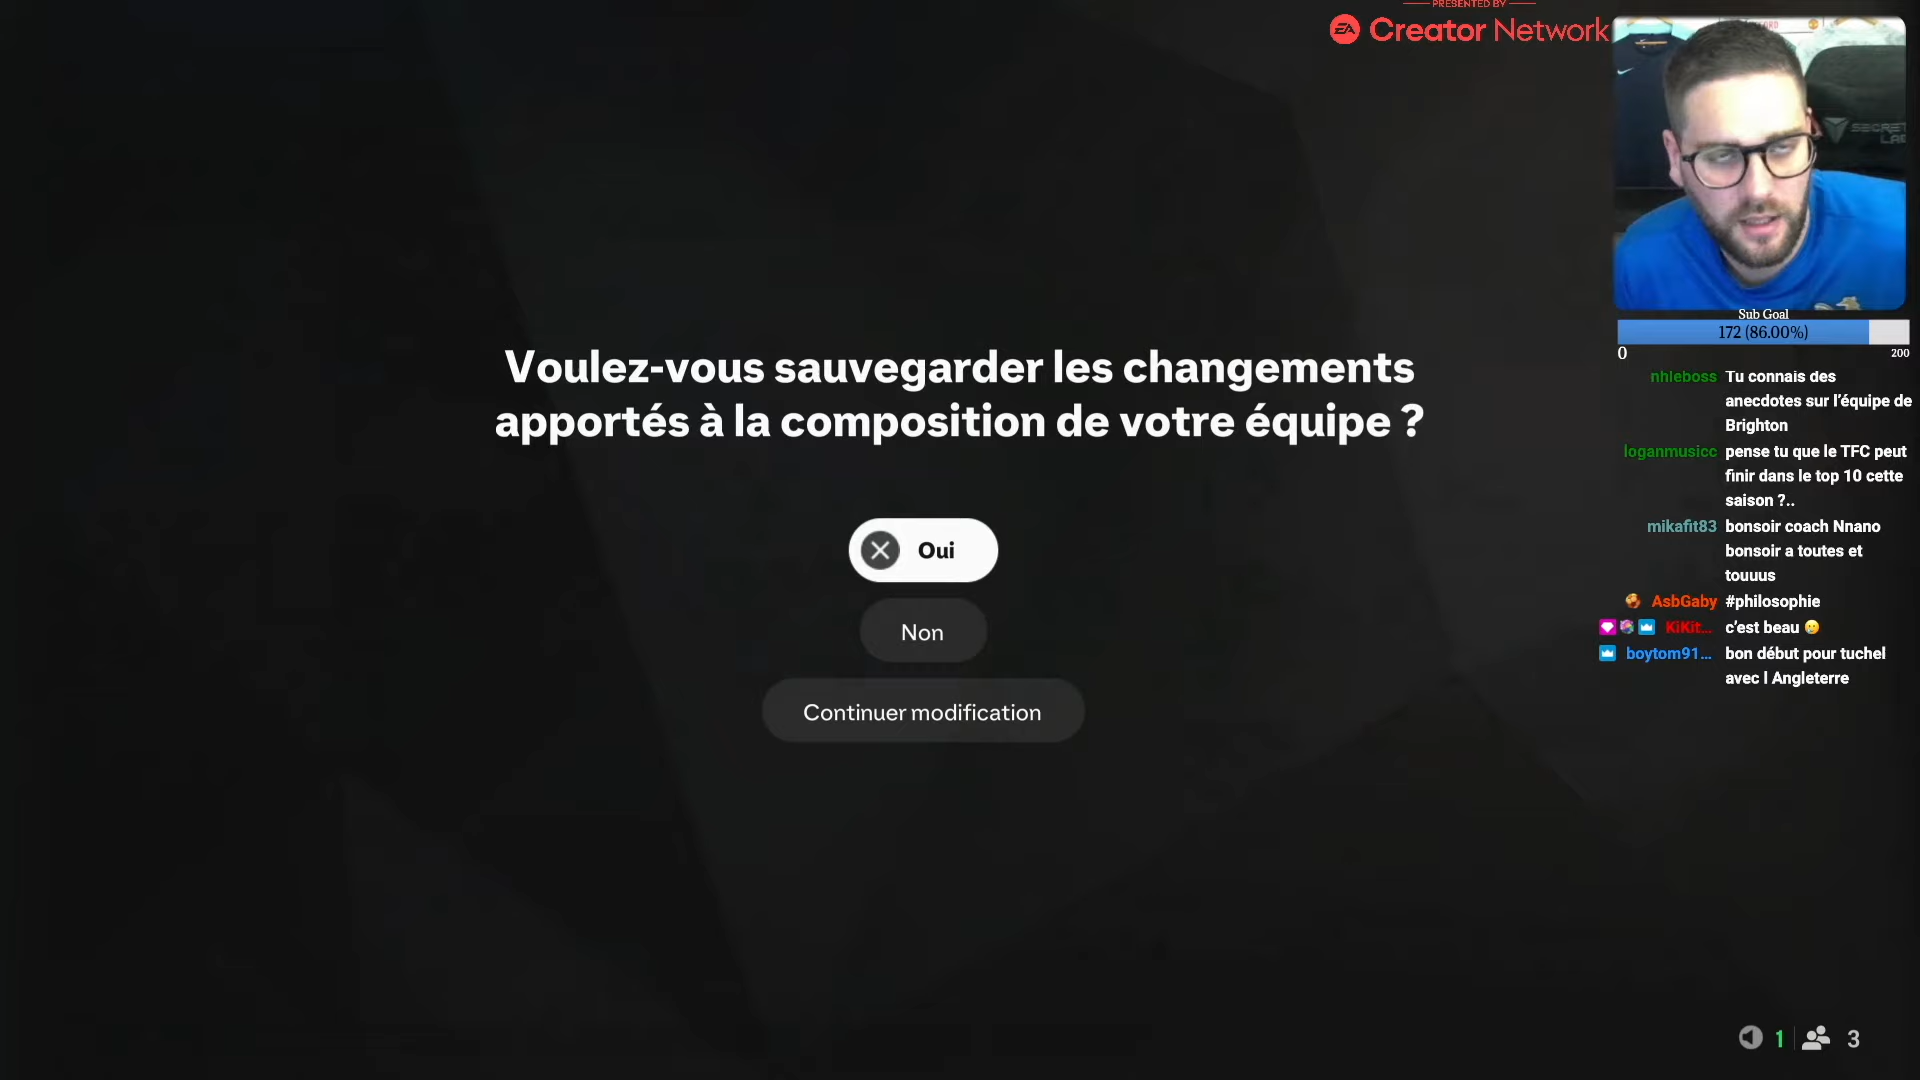 PRESENTED BY
EA Creator Network
SECRET
LAB
Voulez-vous sauvegarder les changements
apportés à la composition de votre équipe ?
Oui
Non
Continuer modification
Sub Goal
172 (86.00%)
0
200
nhleboss Tu connais des
anecdotes sur l'équipe de
Brighton
loganmusicc pense tu que le TFC peut
finir dans le top 10 cette
saison ?..
mikafit83 bonsoir coach Nnano
bonsoir a toutes et
touuus
AsbGaby #philosophie
KiKit... c'est beau 🥲
boytom91... bon début pour tuchel
avec l Angleterre
1
3